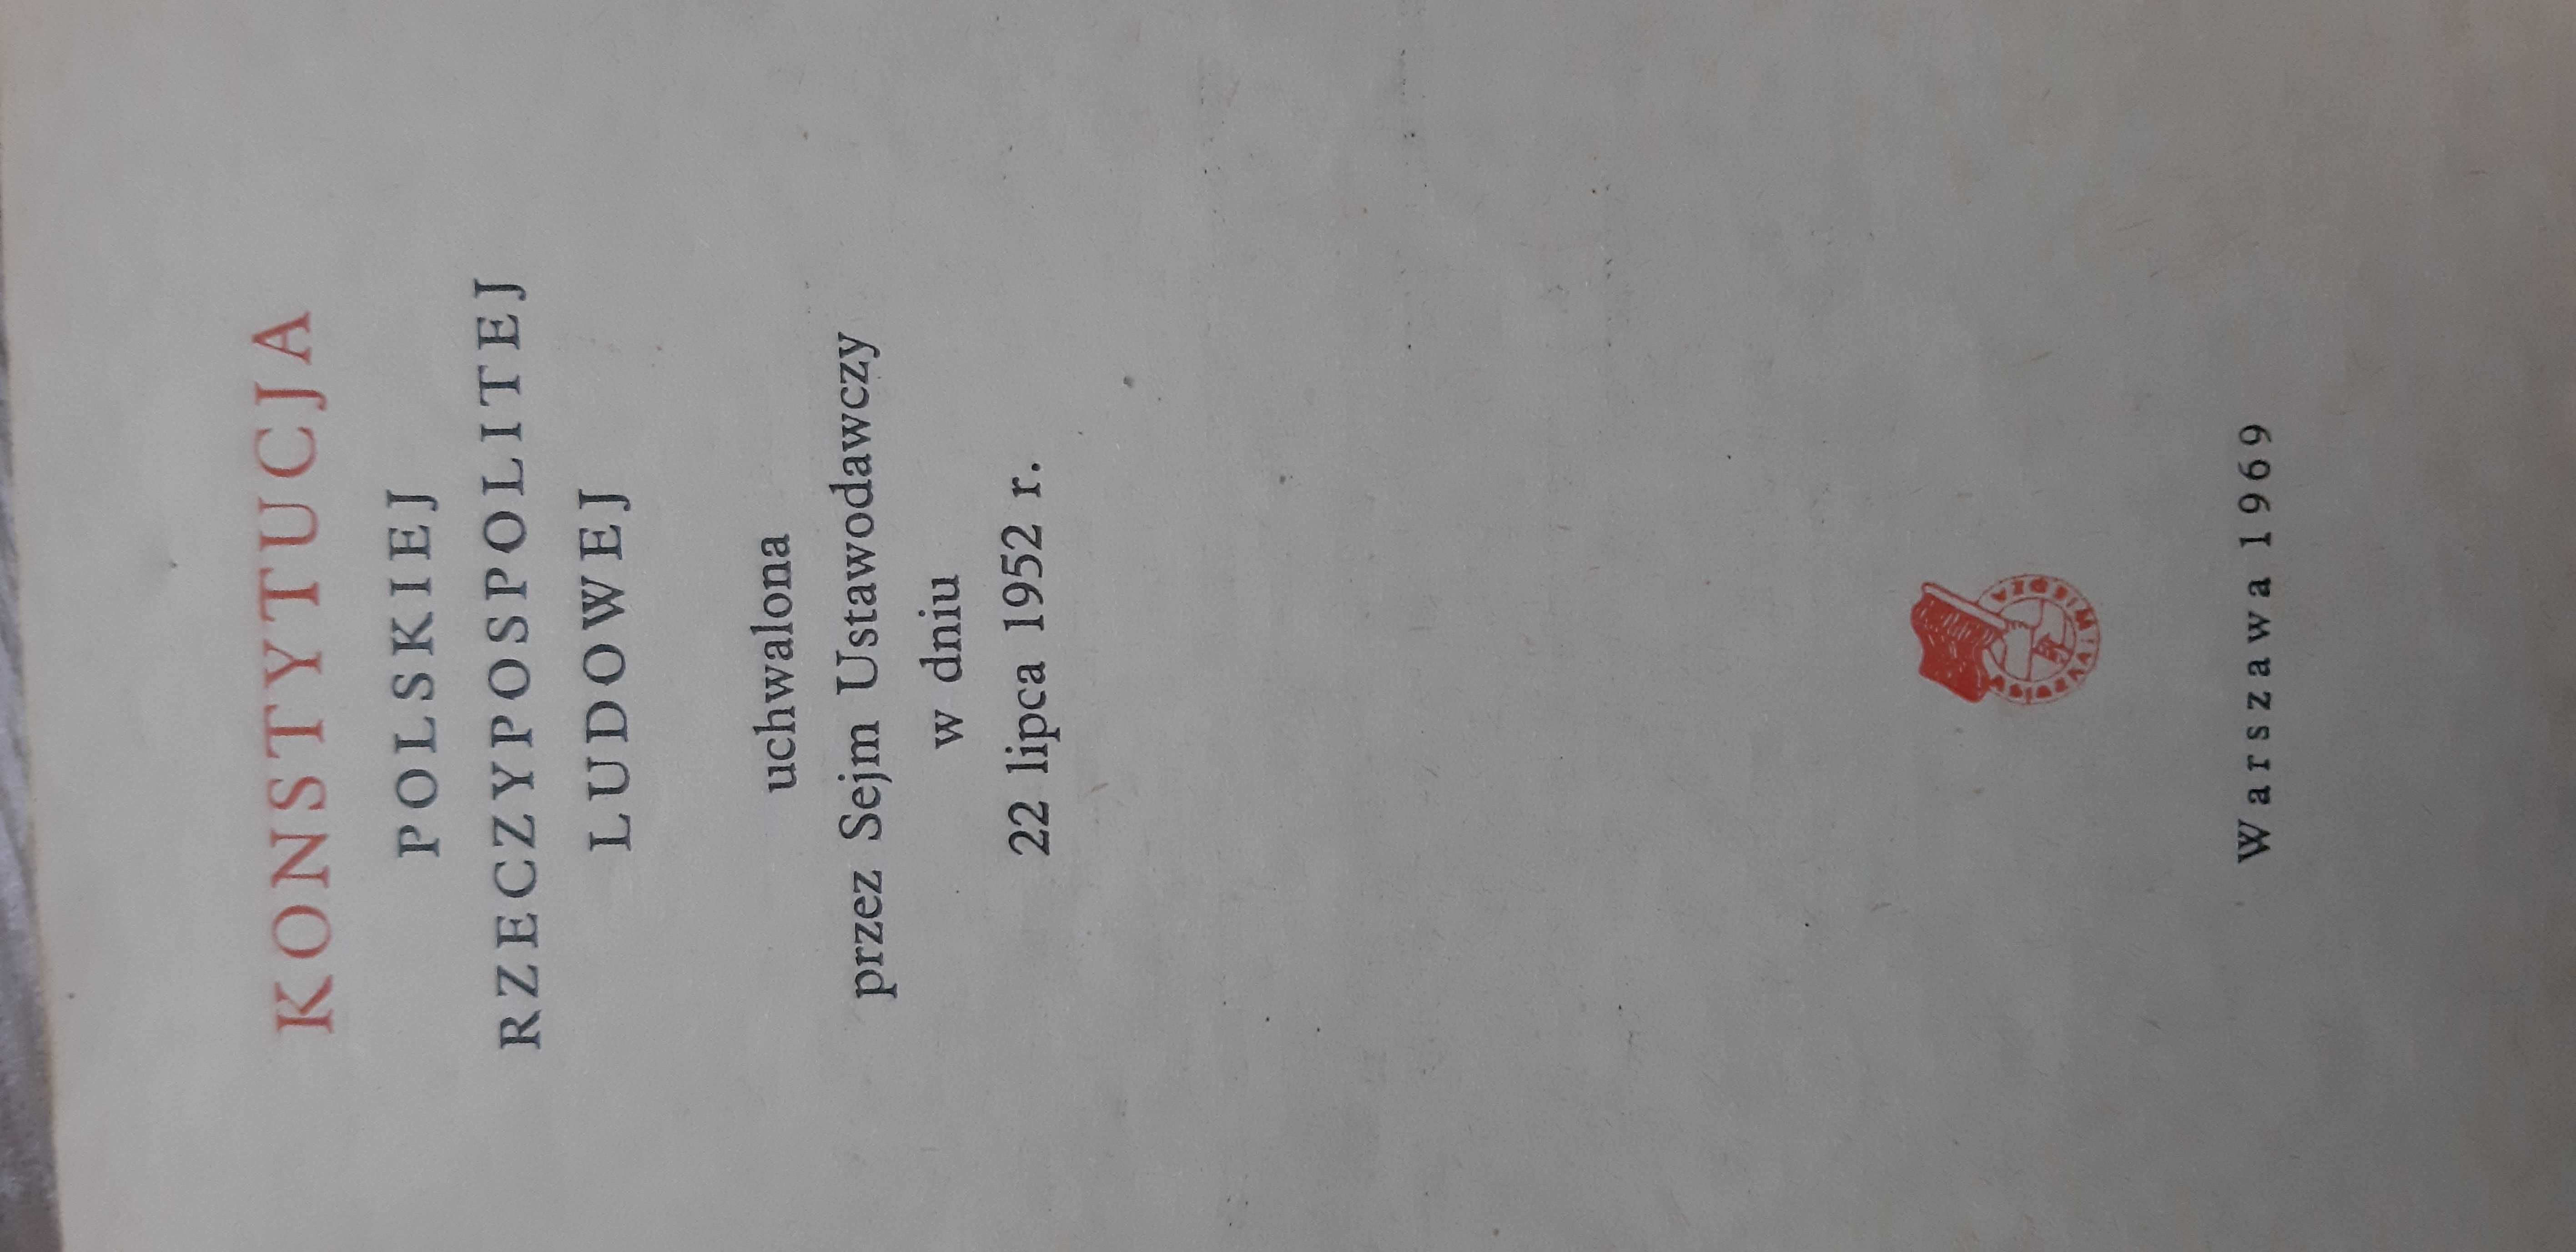 KONSTYTUCJA
POLSKIEJ
RZECZYPOSPOLITEJ
LUDOWEJ
uchwalona
przez Sejm Ustawodawczy
w dniu
22 lipca 1952 r.
Warszawa 1969